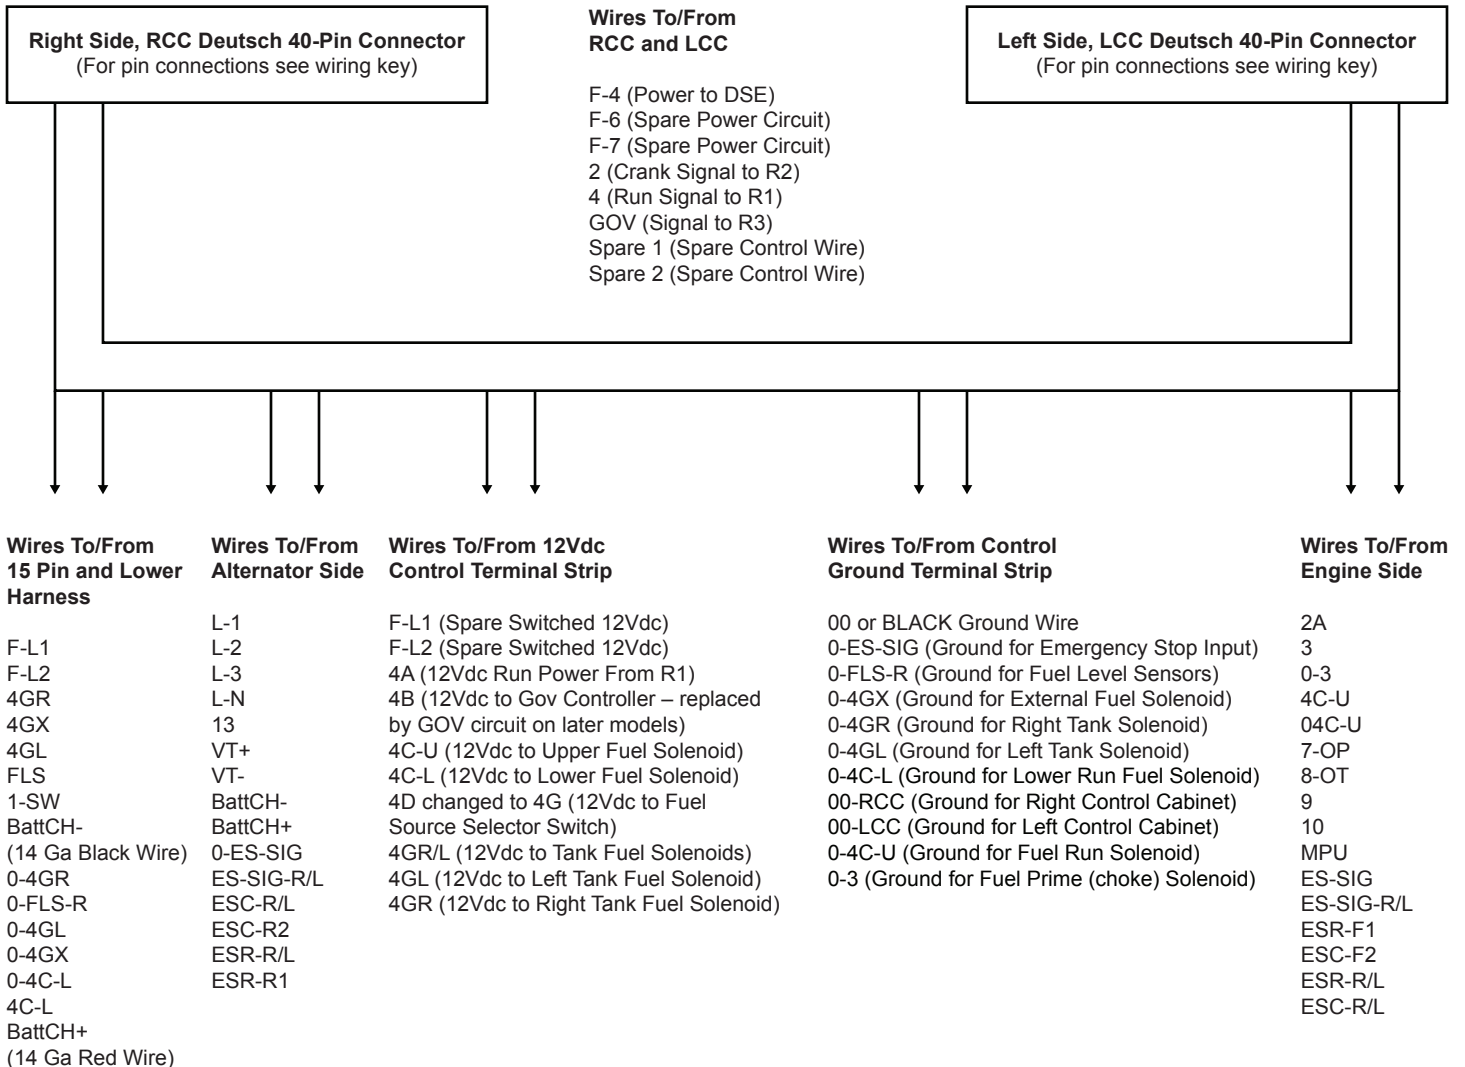 Right Side, RCC Deutsch 40-Pin Connector
(For pin connections see wiring key)
Wires To/From
RCC and LCC
F-4 (Power to DSE)
F-6 (Spare Power Circuit)
F-7 (Spare Power Circuit)
2 (Crank Signal to R2)
4 (Run Signal to R1)
GOV (Signal to R3)
Spare 1 (Spare Control Wire)
Spare 2 (Spare Control Wire)
Left Side, LCC Deutsch 40-Pin Connector
(For pin connections see wiring key)
Wires To/From
15 Pin and Lower
Harness
F-L1
F-L2
4GR
4GX
4GL
FLS
1-SW
BattCH-
(14 Ga Black Wire)
0-4GR
0-FLS-R
0-4GL
0-4GX
0-4C-L
4C-L
BattCH+
(14 Ga Red Wire)
Wires To/From
Alternator Side
L-1
L-2
L-3
L-N
13
VT+
VT-
BattCH-
BattCH+
0-ES-SIG
ES-SIG-R/L
ESC-R/L
ESC-R2
ESR-R/L
ESR-R1
Wires To/From 12Vdc
Control Terminal Strip
F-L1 (Spare Switched 12Vdc)
F-L2 (Spare Switched 12Vdc)
4A (12Vdc Run Power From R1)
4B (12Vdc to Gov Controller – replaced
by GOV circuit on later models)
4C-U (12Vdc to Upper Fuel Solenoid)
4C-L (12Vdc to Lower Fuel Solenoid)
4D changed to 4G (12Vdc to Fuel
Source Selector Switch)
4GR/L (12Vdc to Tank Fuel Solenoids)
4GL (12Vdc to Left Tank Fuel Solenoid)
4GR (12Vdc to Right Tank Fuel Solenoid)
Wires To/From Control
Ground Terminal Strip
00 or BLACK Ground Wire
0-ES-SIG (Ground for Emergency Stop Input)
0-FLS-R (Ground for Fuel Level Sensors)
0-4GX (Ground for External Fuel Solenoid)
0-4GR (Ground for Right Tank Solenoid)
0-4GL (Ground for Left Tank Solenoid)
0-4C-L (Ground for Lower Run Fuel Solenoid)
00-RCC (Ground for Right Control Cabinet)
00-LCC (Ground for Left Control Cabinet)
0-4C-U (Ground for Fuel Run Solenoid)
0-3 (Ground for Fuel Prime (choke) Solenoid)
Wires To/From
Engine Side
2A
3
0-3
4C-U
04C-U
7-OP
8-OT
9
10
MPU
ES-SIG
ES-SIG-R/L
ESR-F1
ESC-F2
ESR-R/L
ESC-R/L